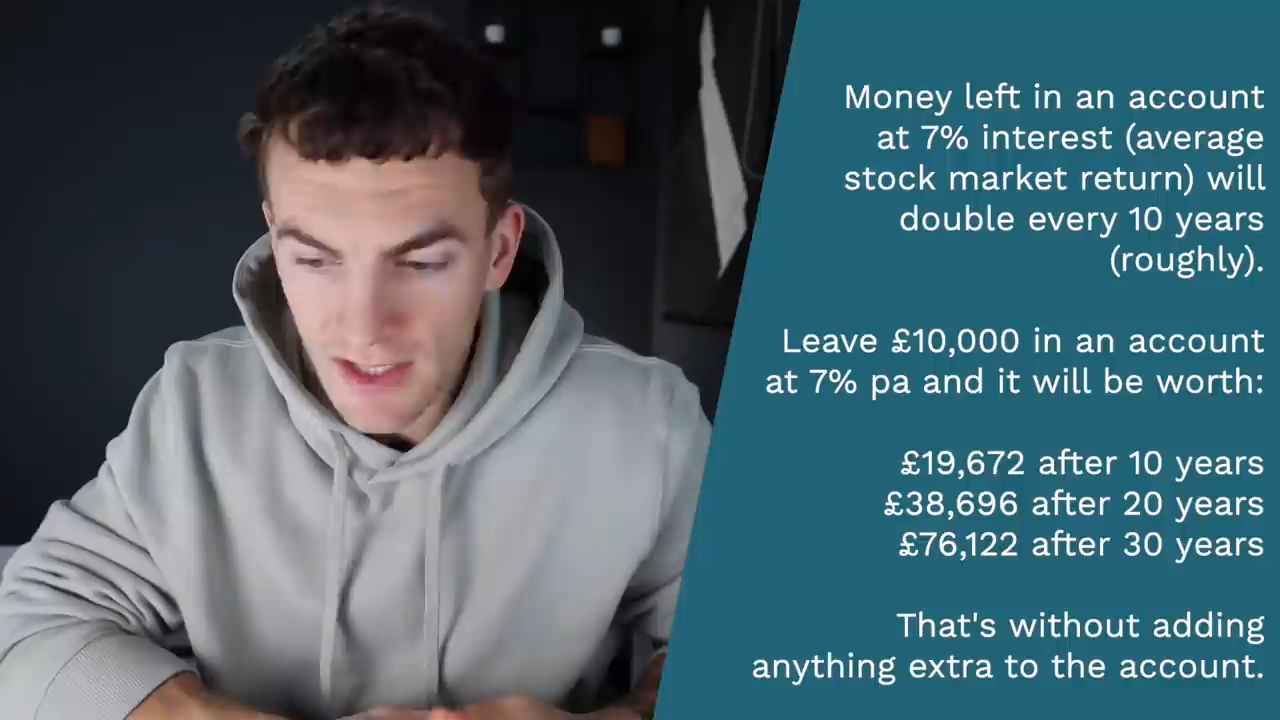 Money left in an account
at 7% interest (average
stock market return) will
double every 10 years
(roughly).
Leave £10,000 in an account
at 7% pa and it will be worth:
£19,672 after 10 years
£38,696 after 20 years
£76,122 after 30 years
That's without adding
anything extra to the account.